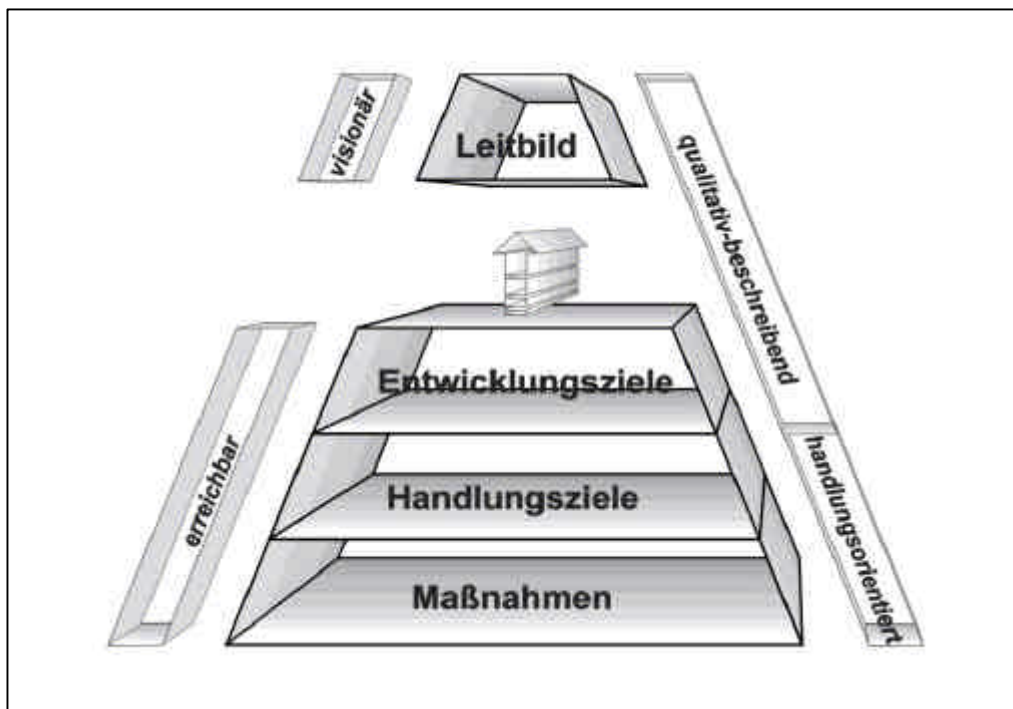 visionär
Leitbild
qualitativ-beschreibend
Entwicklungsziele
erreichbar
Handlungsziele
handlungsorientiert
Maßnahmen